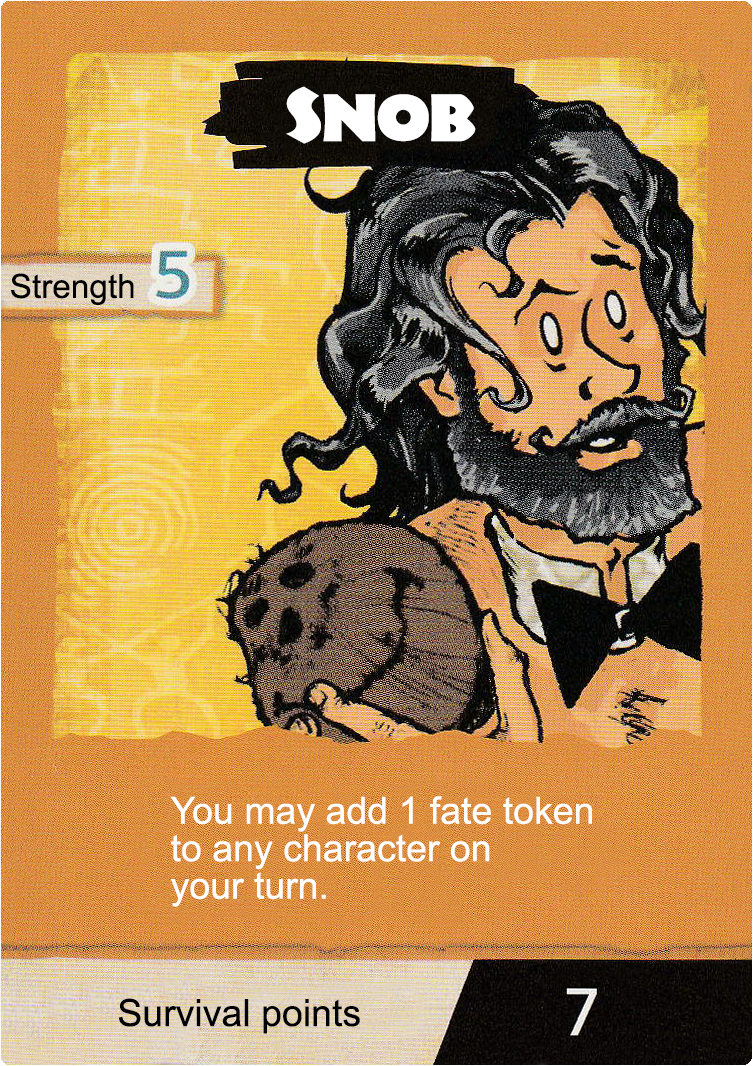 SNOB
Strength 5
You may add 1 fate token
to any character on
your turn.
Survival points 7